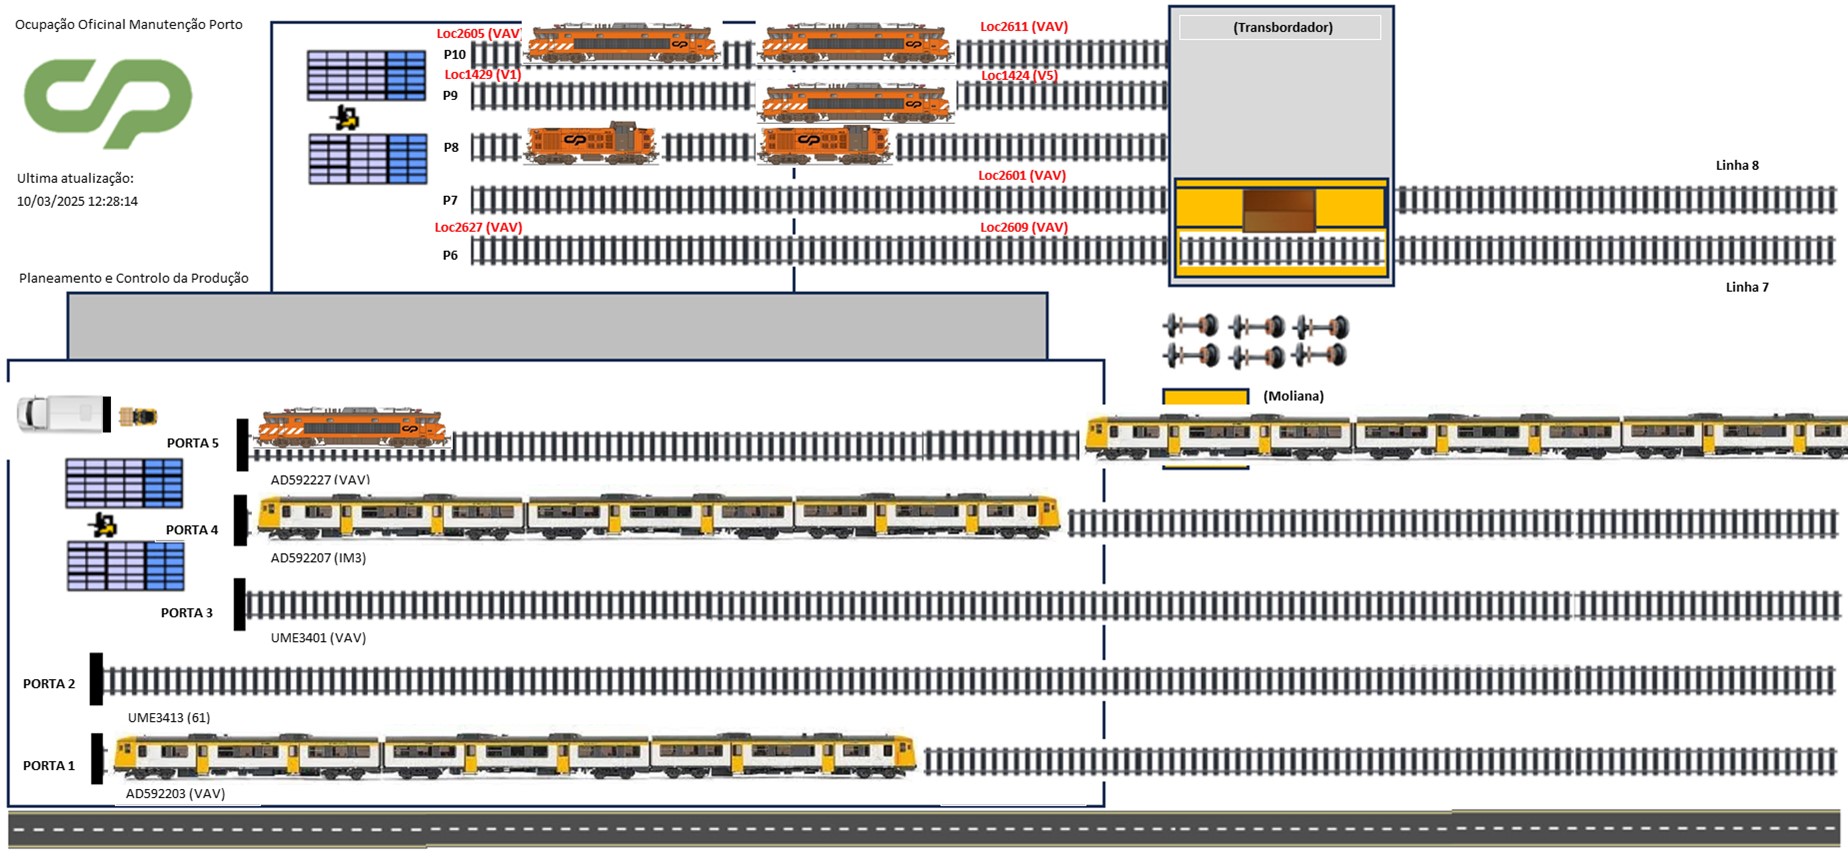 Ocupação Oficinal Manutenção Porto
Ultima atualização:
10/03/2025 12:28:14
Planeamento e Controlo da Produção
Loc2605 (VAV)
Loc2611 (VAV)
(Transbordador)
P10
Loc1429 (V1)
Loc1424 (V5)
P9
P8
Linha 8
Loc2601 (VAV)
P7
Loc2627 (VAV)
Loc2609 (VAV)
P6
Linha 7
(Moliana)
PORTA 5
AD592227 (VAV)
PORTA 4
AD592207 (IM3)
PORTA 3
UME3401 (VAV)
PORTA 2
UME3413 (61)
PORTA 1
AD592203 (VAV)